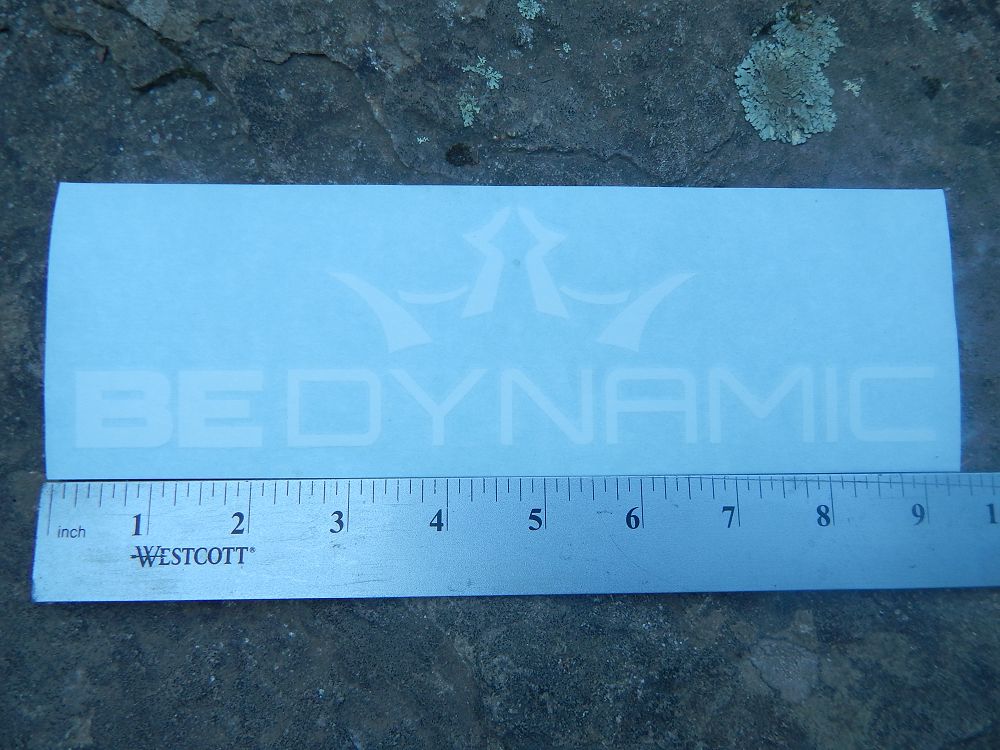 BEDYNAMIC
1 2 3 4 5 6 7 8 9 1
inch
WESTCOTT®